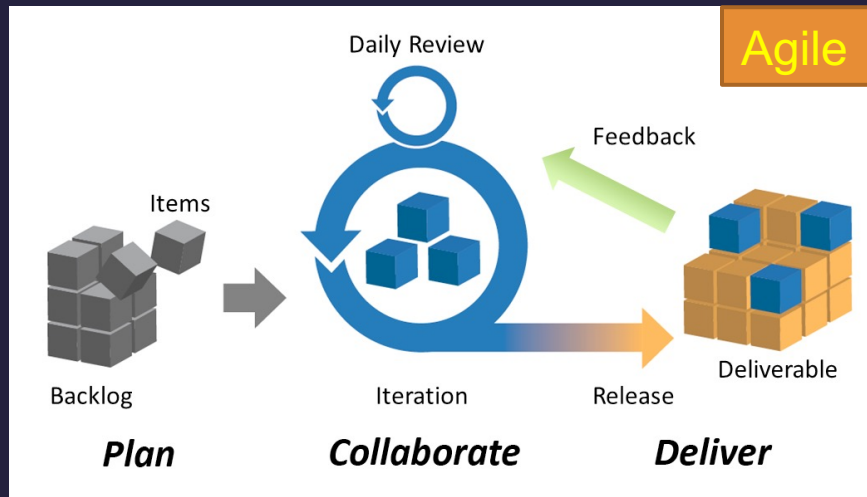 Agile
Daily Review
Feedback
Items
Backlog
Iteration
Release
Deliverable
Plan
Collaborate
Deliver